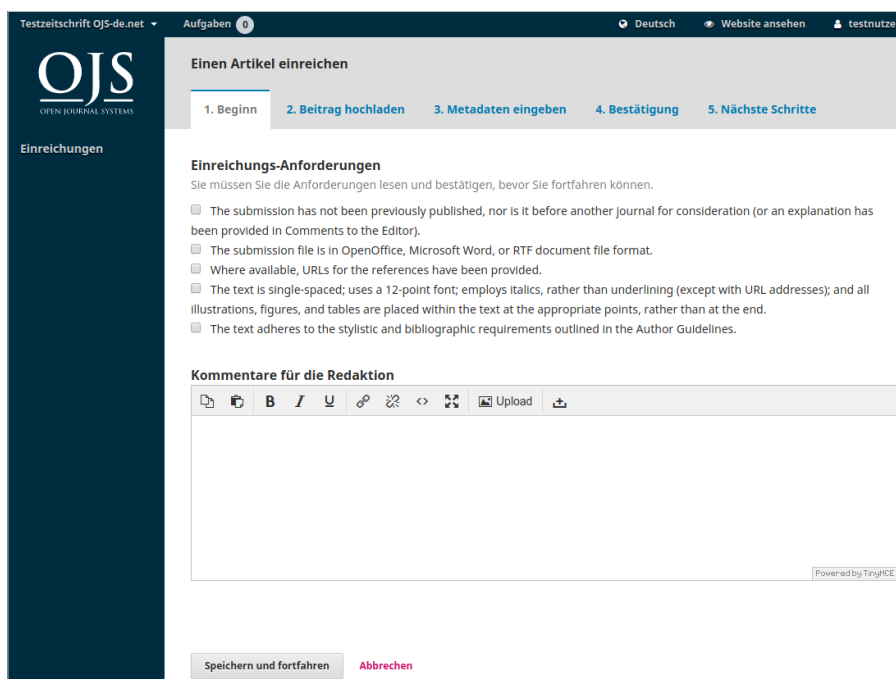 Testzeitschrift OJS-de.net Aufgaben 0 Deutsch Website ansehen testnutze
OJS
OPEN JOURNAL SYSTEMS
Einreichungen
Einen Artikel einreichen
1. Beginn 2. Beitrag hochladen 3. Metadaten eingeben 4. Bestätigung 5. Nächste Schritte
Einreichungs-Anforderungen
Sie müssen Sie die Anforderungen lesen und bestätigen, bevor Sie fortfahren können.
The submission has not been previously published, nor is it before another journal for consideration (or an explanation has
been provided in Comments to the Editor).
The submission file is in OpenOffice, Microsoft Word, or RTF document file format.
Where available, URLs for the references have been provided.
The text is single-spaced; uses a 12-point font; employs italics, rather than underlining (except with URL addresses); and all
illustrations, figures, and tables are placed within the text at the appropriate points, rather than at the end.
The text adheres to the stylistic and bibliographic requirements outlined in the Author Guidelines.
Kommentare für die Redaktion
B I U Upload
Powered by TinyMCE
Speichern und fortfahren Abbrechen